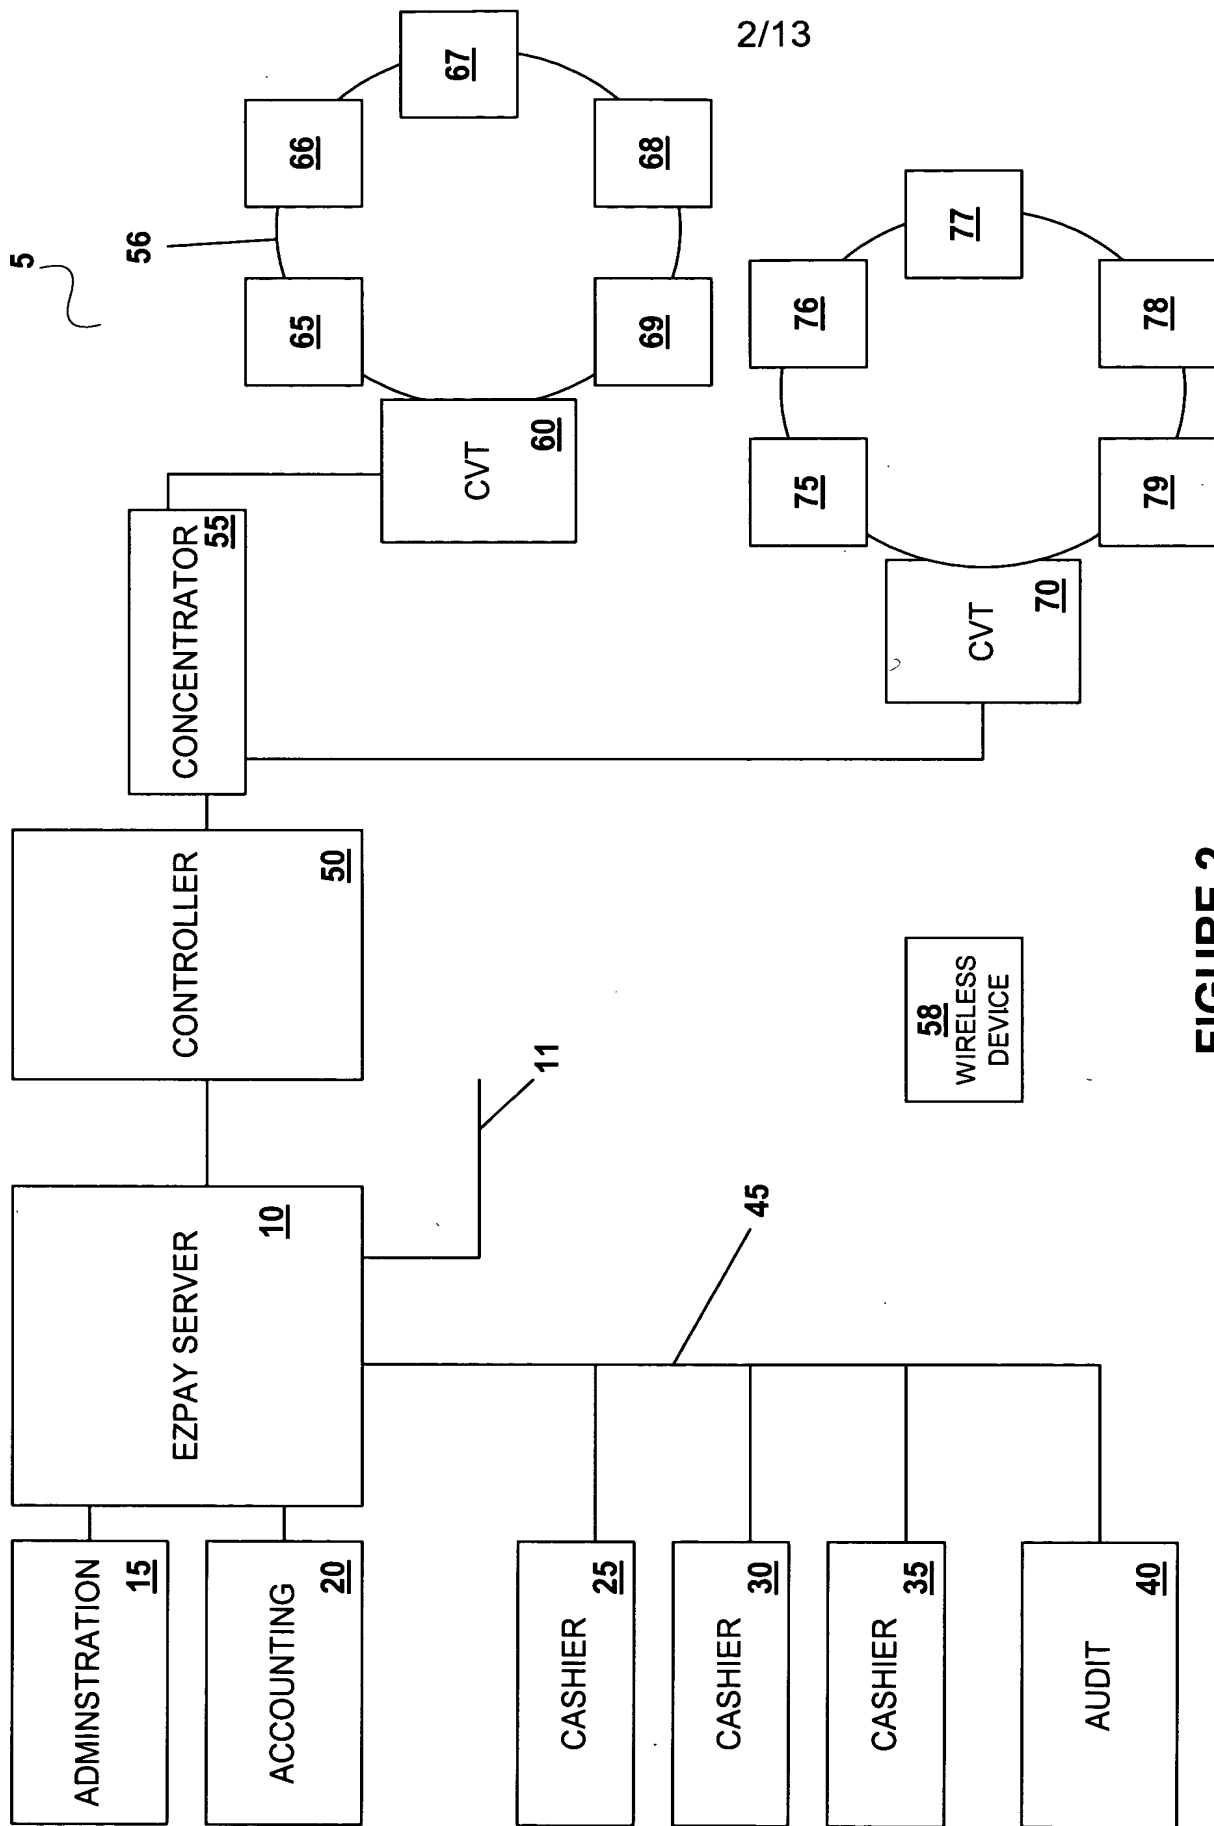 2/13
5
ADMINSTRATION
15
ACCOUNTING
20
EZPAY SERVER
10
11
CONTROLLER
50
CONCENTRATOR
55
56
CVT
60
65
66
67
68
69
CVT
70
75
76
77
78
79
CASHIER
25
CASHIER
30
CASHIER
35
AUDIT
40
45
58
WIRELESS
DEVICE
FIGURE 2